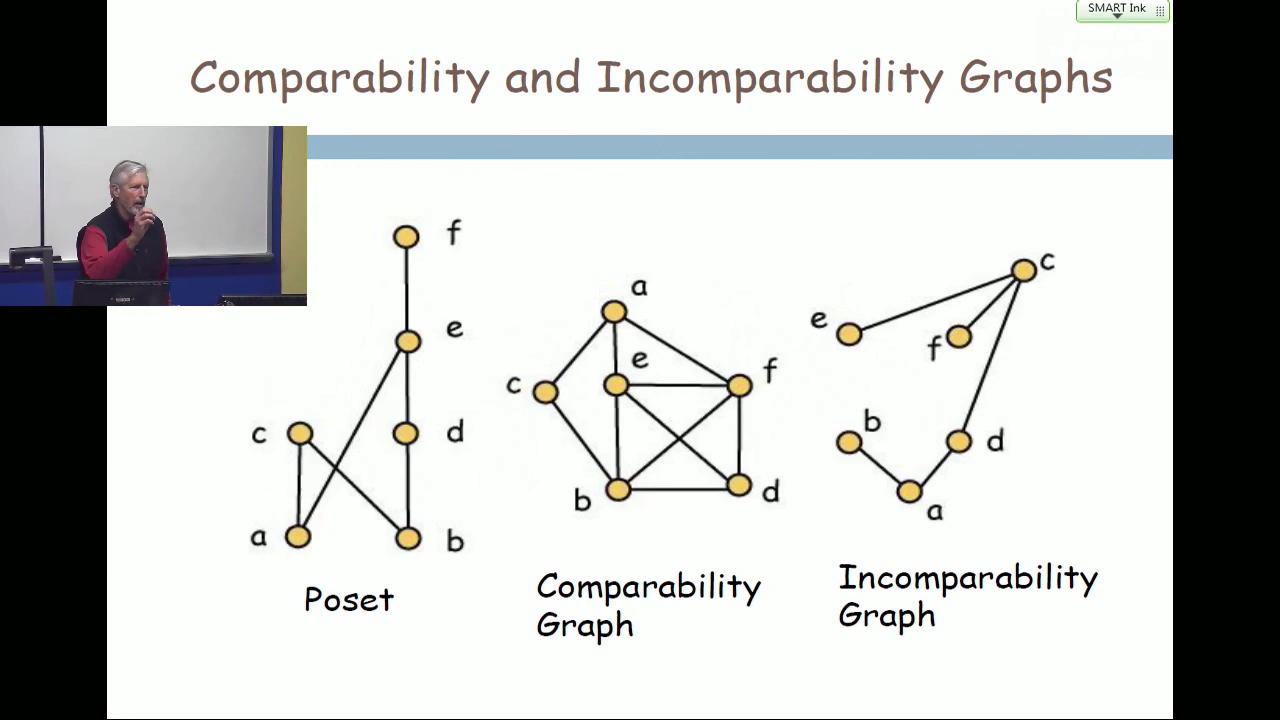 SMART Ink
Comparability and Incomparability Graphs
f
e
c
d
a
b
Poset
a
e
f
c
b
d
Comparability
Graph
c
e
f
b
d
a
Incomparability
Graph